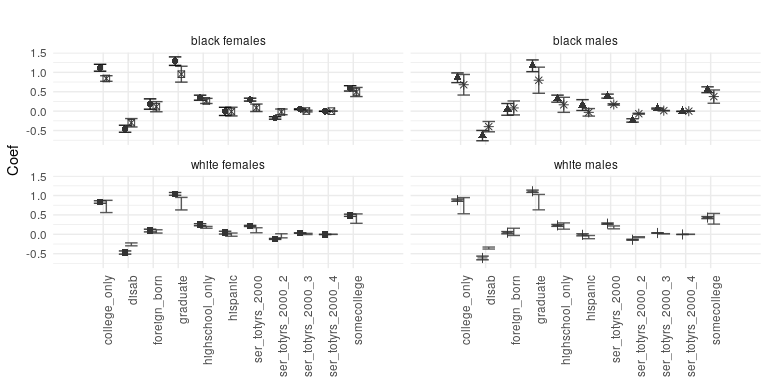 black females
black males
1.5
1.0
0.5
0.0
-0.5
Coef
white females
white males
1.5
1.0
0.5
0.0
-0.5
college_only
disab
foreign_born
graduate
highschool_only
hispanic
ser_totyrs_2000
ser_totyrs_2000_2
ser_totyrs_2000_3
ser_totyrs_2000_4
somecollege
college_only
disab
foreign_born
graduate
highschool_only
hispanic
ser_totyrs_2000
ser_totyrs_2000_2
ser_totyrs_2000_3
ser_totyrs_2000_4
somecollege